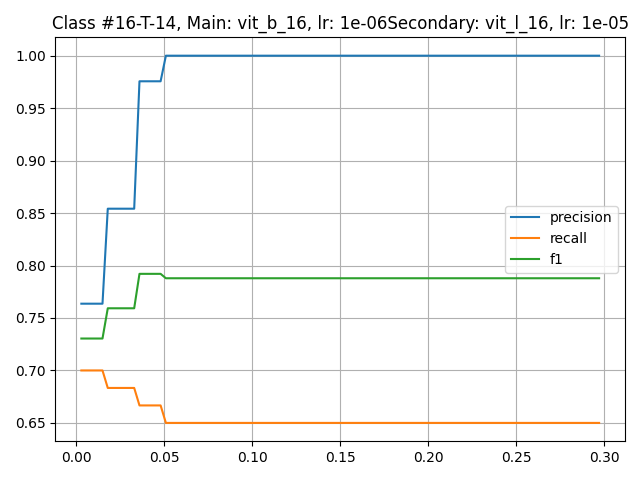 Class #16-T-14, Main: vit_b_16, lr: 1e-06Secondary: vit_l_16, lr: 1e-05
1.00
0.95
0.90
0.85
0.80
0.75
0.70
0.65
precision
recall
f1
0.00 0.05 0.10 0.15 0.20 0.25 0.30